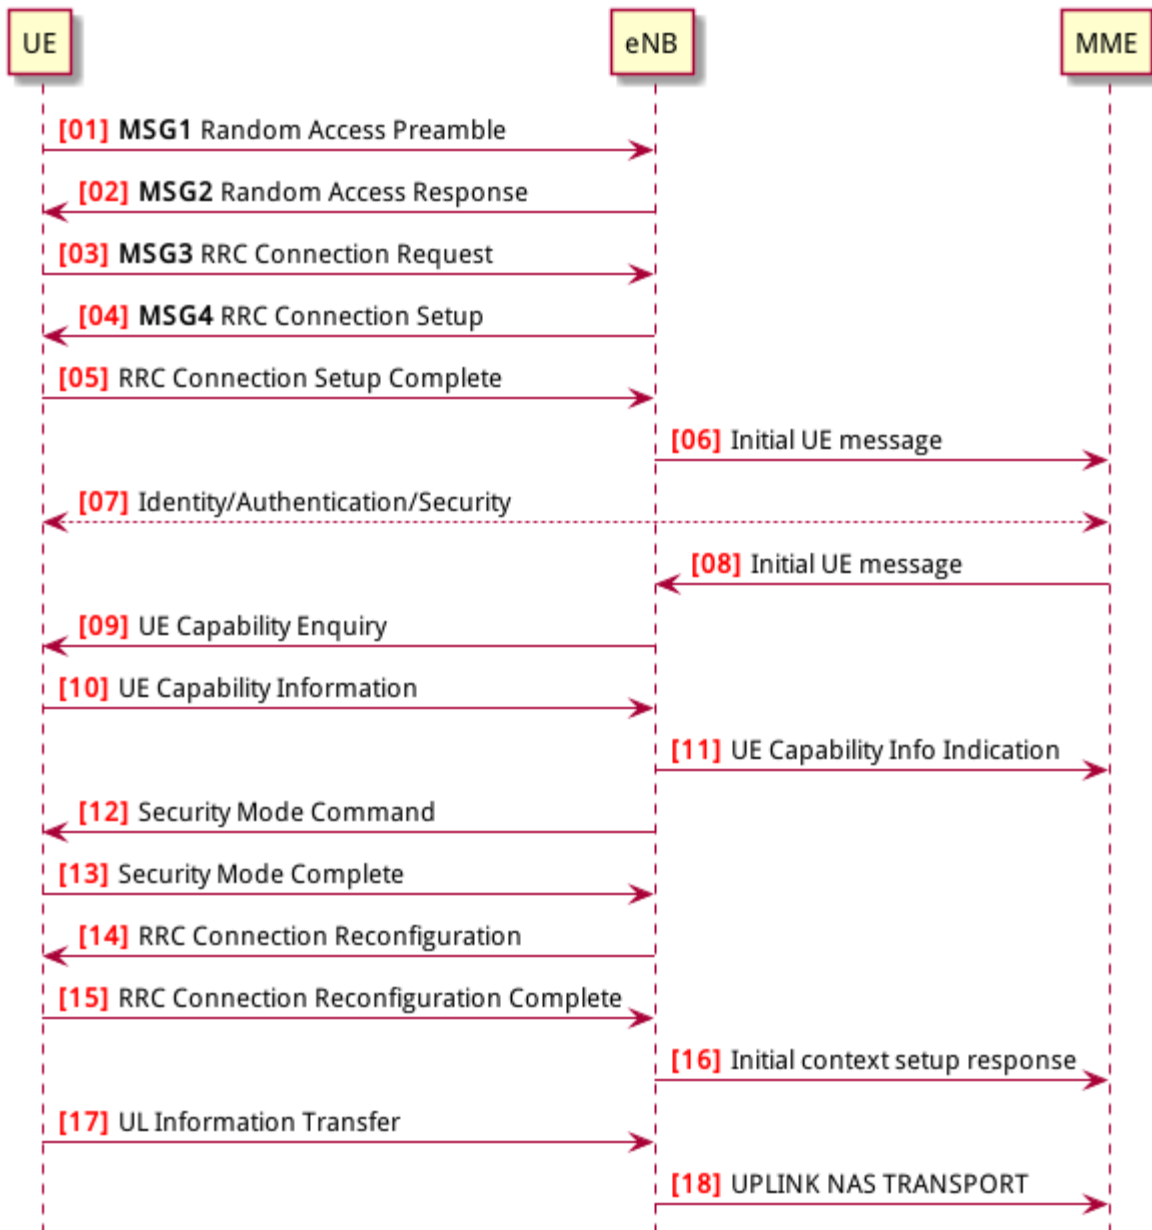 UE eNB MME
[01] MSG1 Random Access Preamble
[02] MSG2 Random Access Response
[03] MSG3 RRC Connection Request
[04] MSG4 RRC Connection Setup
[05] RRC Connection Setup Complete
[06] Initial UE message
[07] Identity/Authentication/Security
[08] Initial UE message
[09] UE Capability Enquiry
[10] UE Capability Information
[11] UE Capability Info Indication
[12] Security Mode Command
[13] Security Mode Complete
[14] RRC Connection Reconfiguration
[15] RRC Connection Reconfiguration Complete
[16] Initial context setup response
[17] UL Information Transfer
[18] UPLINK NAS TRANSPORT